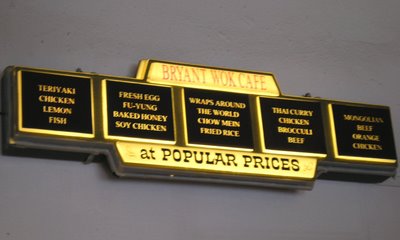 BRYANT WOK CAFE
TERIYAKI
CHICKEN
LEMON
FISH
FRESH EGG
FU-YUNG
BAKED HONEY
SOY CHICKEN
WRAPS AROUND
THE WORLD
CHOW MEIN
FRIED RICE
THAI CURRY
CHICKEN
BROCCULI
BEEF
MONGOLIAN
BEEF
ORANGE
CHICKEN
at POPULAR PRICES